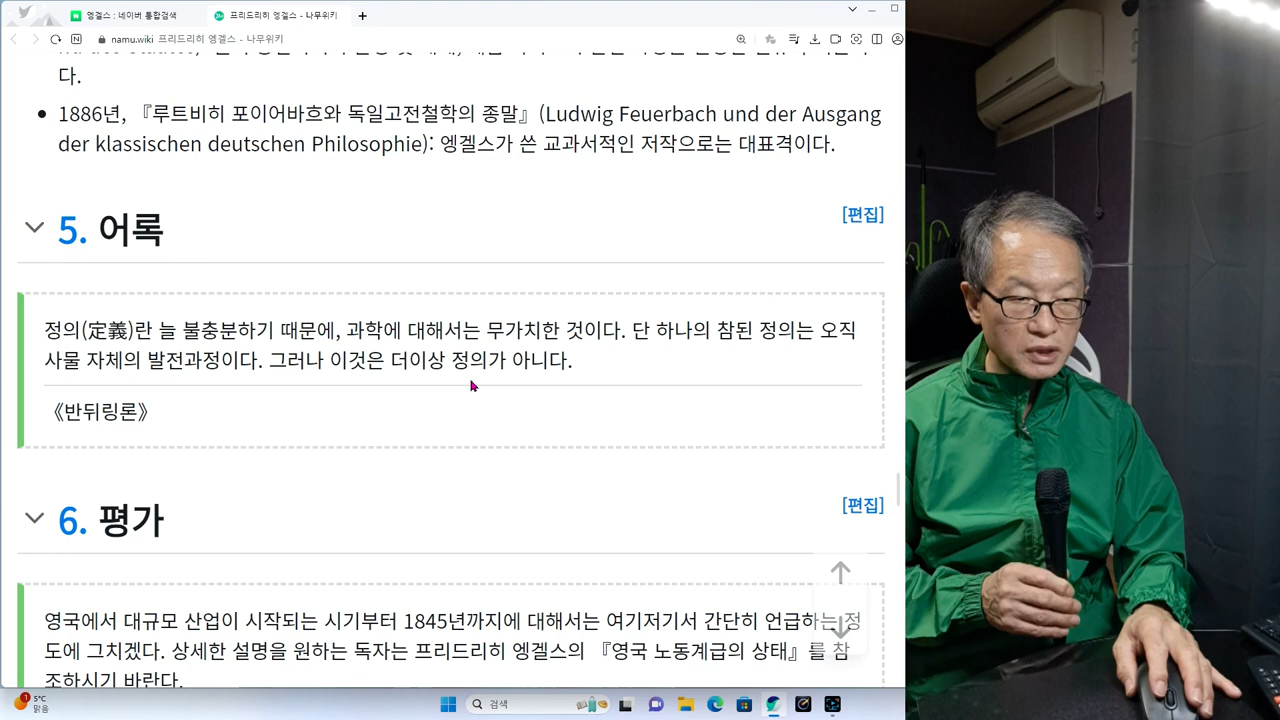 엥겔스 : 네이버 통합검색
프리드리히 엥겔스 - 나무위키
namu.wiki 프리드리히 엥겔스 - 나무위키
다.
1886년, 『루트비히 포이어바흐와 독일고전철학의 종말』(Ludwig Feuerbach und der Ausgang
der klassischen deutschen Philosophie): 엥겔스가 쓴 교과서적인 저작으로는 대표격이다.
5. 어록
[편집]
정의(定義)란 늘 불충분하기 때문에, 과학에 대해서는 무가치한 것이다. 단 하나의 참된 정의는 오직
사물 자체의 발전과정이다. 그러나 이것은 더이상 정의가 아니다.
《반뒤링론》
6. 평가
[편집]
영국에서 대규모 산업이 시작되는 시기부터 1845년까지에 대해서는 여기저기서 간단히 언급하는 정
도에 그치겠다. 상세한 설명을 원하는 독자는 프리드리히 엥겔스의 『영국 노동계급의 상태』를 참
조하시기 바란다.
1
5°C
맑음
검색